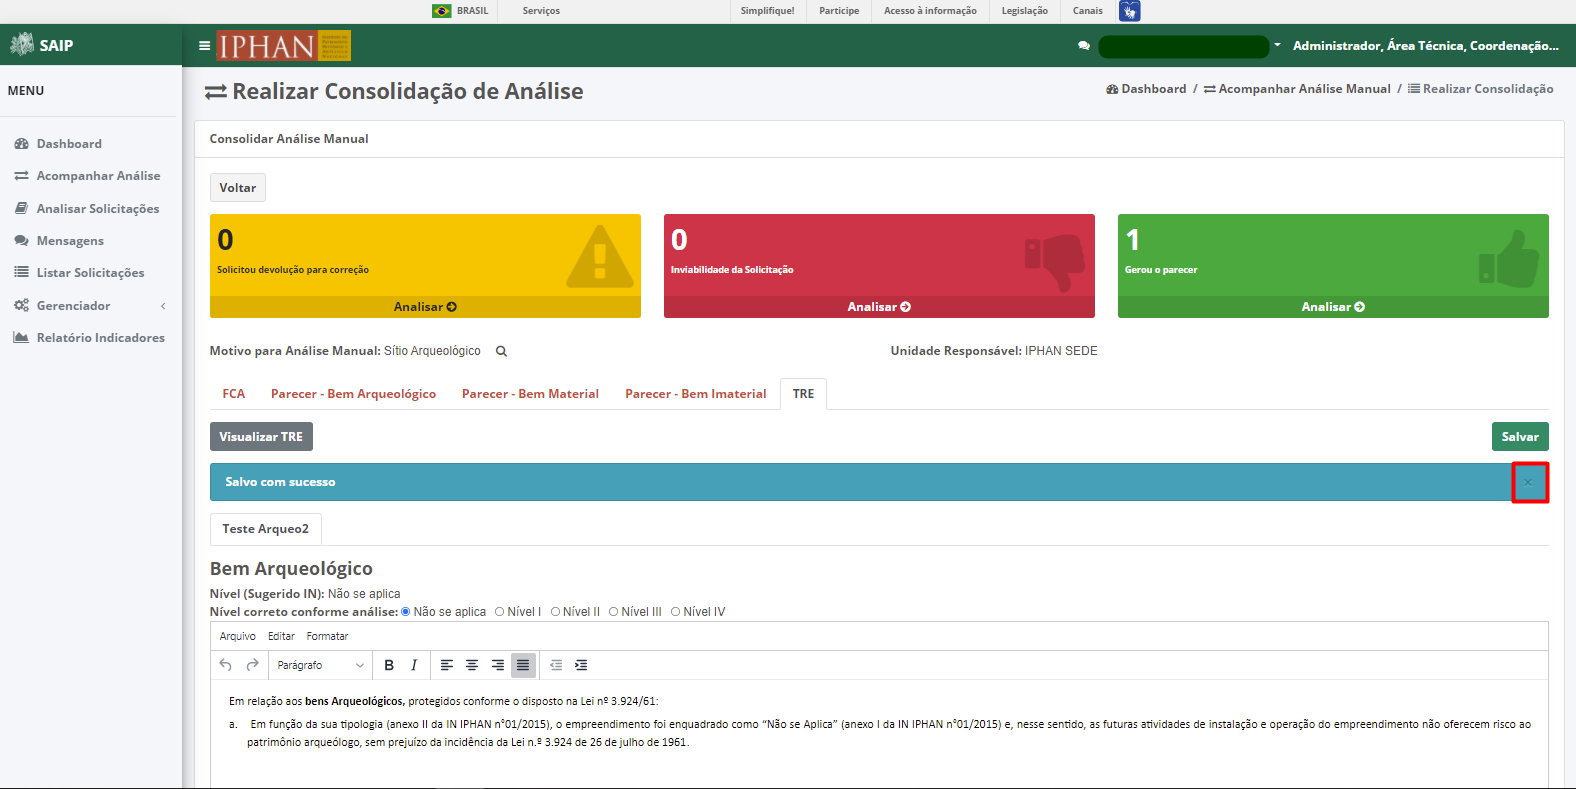 BRASIL Serviços Simplifique! Participe Acesso à informação Legislação Canais
SAIP
IPHAN
Administrador, Área Técnica, Coordenação...
MENU
Dashboard
Acompanhar Análise
Analisar Solicitações
Mensagens
Listar Solicitações
Gerenciador
Relatório Indicadores
Realizar Consolidação de Análise
Dashboard / Acompanhar Análise Manual / Realizar Consolidação
Consolidar Análise Manual
Voltar
0
Solicitou devolução para correção
Analisar
0
Inviabilidade da Solicitação
Analisar
1
Gerou o parecer
Analisar
Motivo para Análise Manual: Sítio Arqueológico
Unidade Responsável: IPHAN SEDE
FCA Parecer - Bem Arqueológico Parecer - Bem Material Parecer - Bem Imaterial TRE
Visualizar TRE
Salvar
Salvo com sucesso
×
Teste Arqueo2
Bem Arqueológico
Nível (Sugerido IN): Não se aplica
Nível correto conforme análise: Não se aplica Nível I Nível II Nível III Nível IV
Arquivo Editar Formatar
Parágrafo B I
Em relação aos bens Arqueológicos, protegidos conforme o disposto na Lei nº 3.924/61:
a. Em função da sua tipologia (anexo II da IN IPHAN n°01/2015), o empreendimento foi enquadrado como “Não se Aplica” (anexo I da IN IPHAN n°01/2015) e, nesse sentido, as futuras atividades de instalação e operação do empreendimento não oferecem risco ao
patrimônio arqueólogo, sem prejuízo da incidência da Lei n.º 3.924 de 26 de julho de 1961.